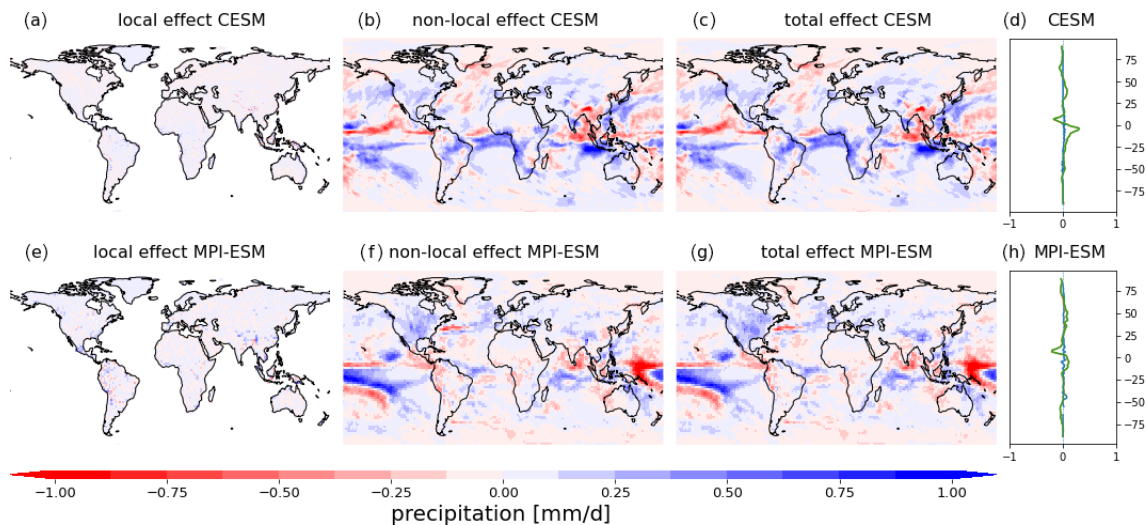 (a) local effect CESM
(b) non-local effect CESM
(c) total effect CESM
(d) CESM
75
50
25
0
−25
−50
−75
−1 0 1
(e) local effect MPI-ESM
(f) non-local effect MPI-ESM
(g) total effect MPI-ESM
(h) MPI-ESM
75
50
25
0
−25
−50
−75
−1 0 1
−1.00 −0.75 −0.50 −0.25 0.00 0.25 0.50 0.75 1.00
precipitation [mm/d]